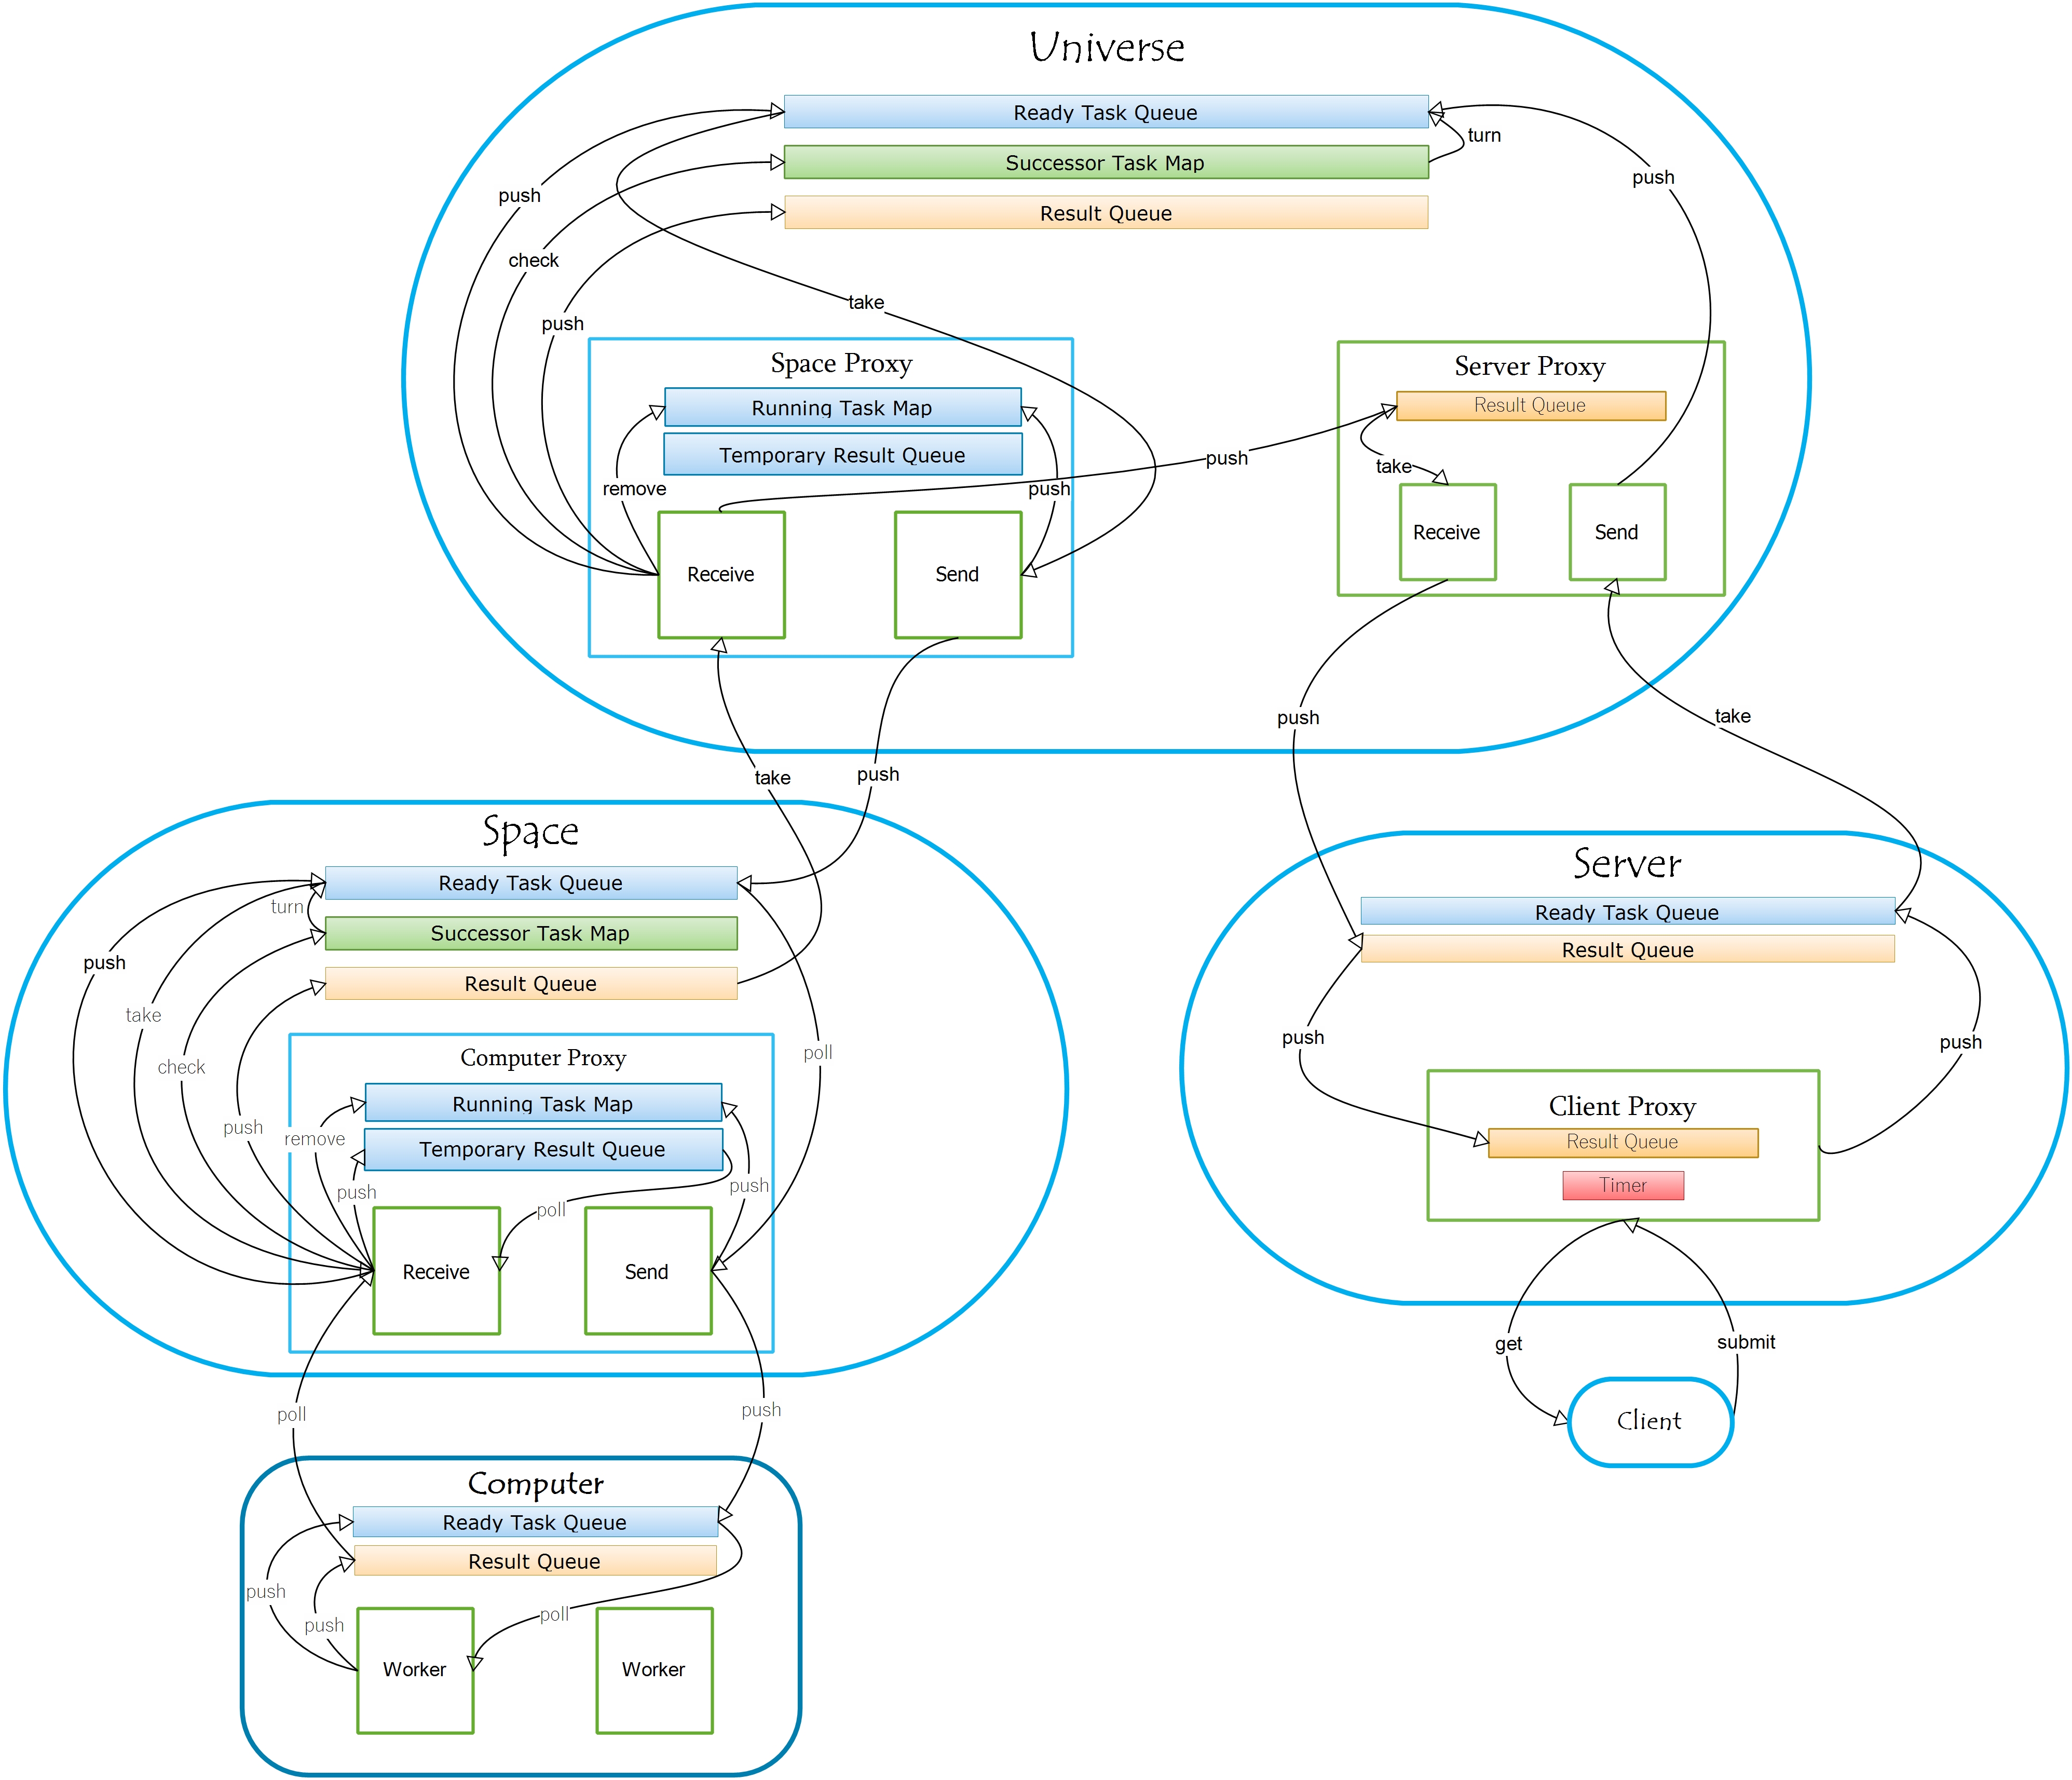 Universe
Ready Task Queue
turn
Successor Task Map
push
push
Result Queue
check
take
push
Space Proxy
Server Proxy
Running Task Map
Result Queue
Temporary Result Queue
push
take
remove
push
Receive
Send
Receive
Send
push
take
take
push
Space
Ready Task Queue
turn
Successor Task Map
push
Result Queue
take
check
poll
push
Computer Proxy
Running Task Map
remove
Temporary Result Queue
push
push
poll
Receive
Send
poll
push
Server
Ready Task Queue
Result Queue
push
push
Client Proxy
Result Queue
Timer
get
submit
Client
Computer
Ready Task Queue
Result Queue
push
push
poll
Worker
Worker